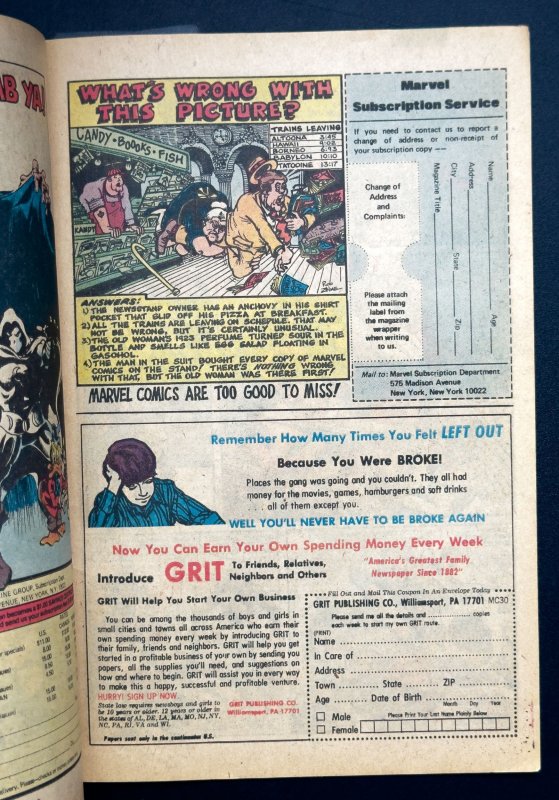 AB YA!
WHAT'S WRONG WITH
THIS PICTURE?
CANDY • BOOOKS • FISH
KANDY
TRAINS LEAVING
ALTOONA 3:45
HAWAII 9:02
BORNEO 6:93
BABYLON 10:10
TATOOINE 13:17
ANSWERS!
1) THE NEWSSTAND OWNER HAS AN ANCHOVY IN HIS SHIRT
POCKET THAT SLID OFF HIS PIZZA AT BREAKFAST.
2) ALL THE TRAINS ARE LEAVING ON SCHEDULE. THAT MAY
NOT BE WRONG, BUT IT'S CERTAINLY UNUSUAL.
3) THE OLD WOMAN'S 1923 PERFUME TURNED SOUR IN THE
BOTTLE AND SMELLS LIKE EGG SALAD FLOATING IN
GASOHOL.
4) THE MAN IN THE SUIT BOUGHT EVERY COPY OF MARVEL
COMICS ON THE STAND! THERE'S NOTHING WRONG
WITH THAT, BUT THE OLD WOMAN WAS THERE FIRST!
MARVEL COMICS ARE TOO GOOD TO MISS!
Marvel
Subscription Service
If you need to contact us to report a
change of address or non-receipt of
your subscription copy —
Change of
Address
and
Complaints:
Please attach
the mailing
label from
the magazine
wrapper
when writing
to us.
Name
Age
Address
City
State
Zip
Magazine Title
Mail to: Marvel Subscription Department
575 Madison Avenue
New York, New York 10022
Remember How Many Times You Felt LEFT OUT
Because You Were BROKE!
Places the gang was going and you couldn't. They all had
money for the movies, games, hamburgers and soft drinks
. . . all of them except you.
WELL YOU'LL NEVER HAVE TO BE BROKE AGAIN
Now You Can Earn Your Own Spending Money Every Week
Introduce GRIT To Friends, Relatives,
Neighbors and Others
"America's Greatest Family
Newspaper Since 1882"
GRIT Will Help You Start Your Own Business
You can be among the thousands of boys and girls in
small cities and towns all across America who earn their
own spending money every week by introducing GRIT to
their family, friends and neighbors. GRIT will help you get
started in a profitable business of your own by sending you
papers, all the supplies you'll need, and suggestions on
how and where to begin. GRIT will assist you in every way
to make this a happy, successful and profitable venture.
HURRY! SIGN UP NOW.
State law requires newsboys and girls to
be 10 years or older. 12 years or older in
the states of AL, DE, LA, MA, MO, NJ, NY,
NC, PA, RI, VA and WI.
GRIT PUBLISHING CO.
Williamsport, PA 17701
Papers sent only in the continental U.S.
Fill Out and Mail This Coupon In An Envelope Today
GRIT PUBLISHING CO., Williamsport, PA 17701 MC30
Please send me all the details copies
each week to start my own GRIT route.
(PRINT)
Name
In Care of
Address
Town State ZIP
Age Date of Birth
Month Day Year
Male
Female
Please Print Your Last Name Plainly Below